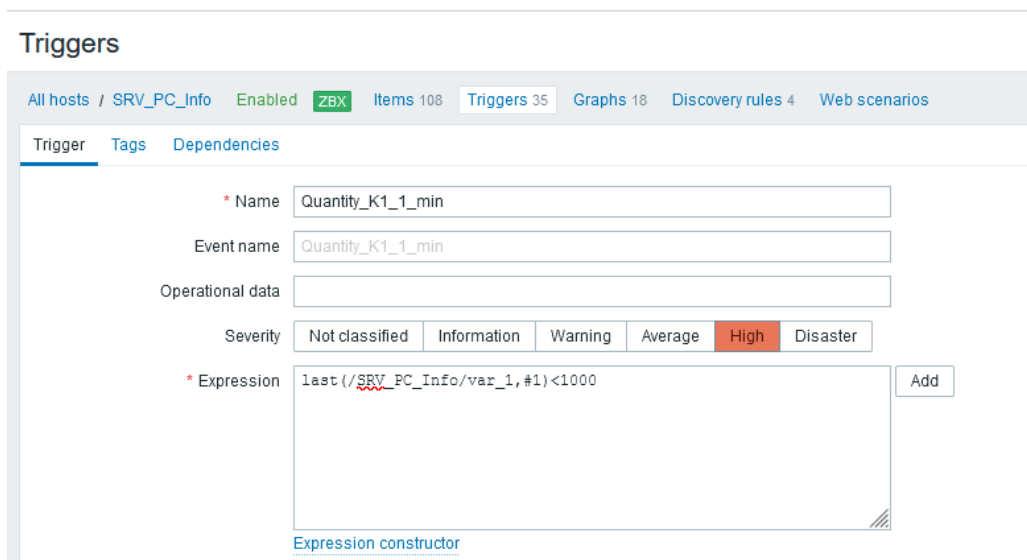 Triggers
All hosts / SRV_PC_Info Enabled ZBX Items 108 Triggers 35 Graphs 18 Discovery rules 4 Web scenarios
Trigger Tags Dependencies
* Name Quantity_K1_1_min
Event name Quantity_K1_1_min
Operational data
Severity Not classified Information Warning Average High Disaster
* Expression last(/SRV_PC_Info/var_1,#1)<1000 Add
Expression constructor